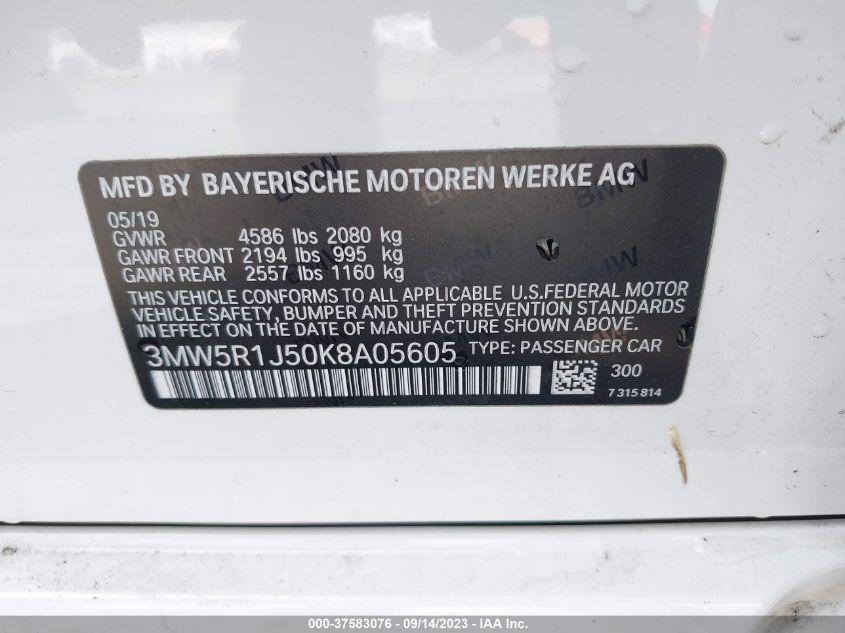 MFD BY BAYERISCHE MOTOREN WERKE AG
05/19
GVWR 4586 lbs 2080 kg
GAWR FRONT 2194 lbs 995 kg
GAWR REAR 2557 lbs 1160 kg
THIS VEHICLE CONFORMS TO ALL APPLICABLE U.S.FEDERAL MOTOR
VEHICLE SAFETY, BUMPER AND THEFT PREVENTION STANDARDS
IN EFFECT ON THE DATE OF MANUFACTURE SHOWN ABOVE.
3MW5R1J50K8A05605 TYPE: PASSENGER CAR
300
7 315 814
000-37583076 - 09/14/2023 - IAA Inc.